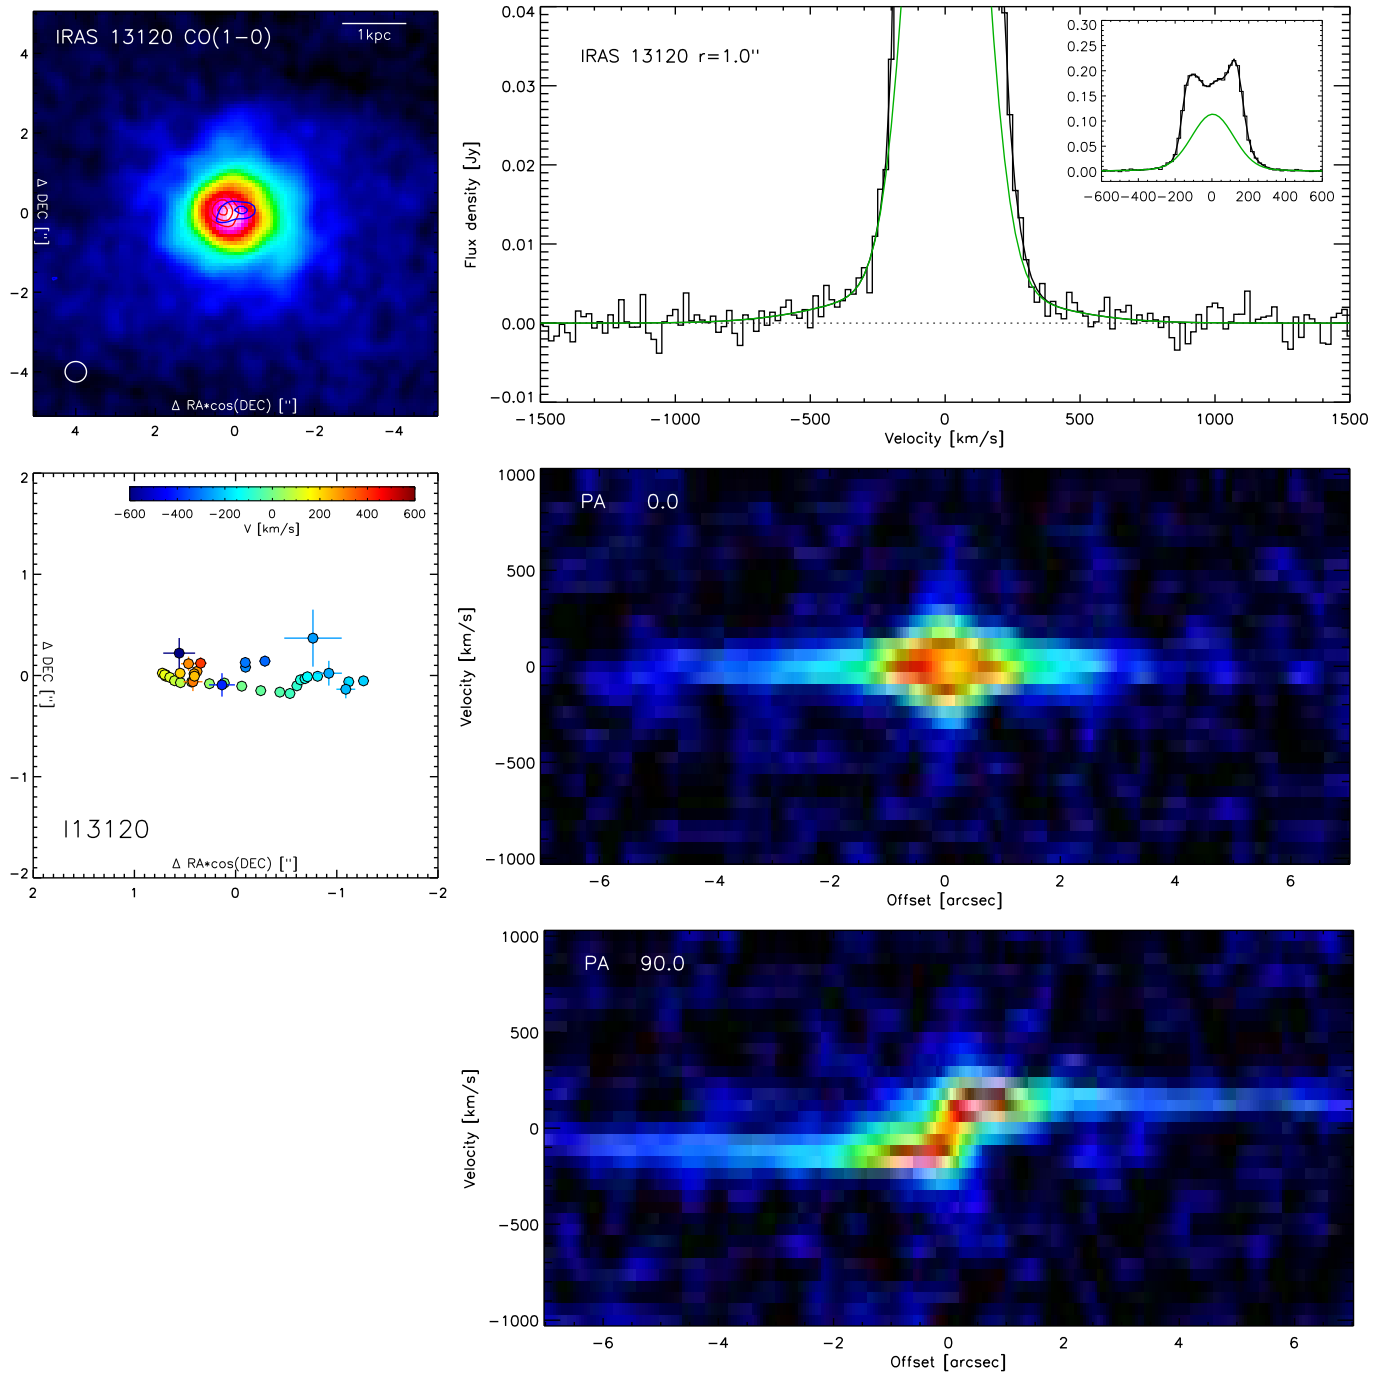 IRAS 13120 CO(1−0)
1kpc
4
2
0
−2
−4
Δ DEC ["]
Δ RA*cos(DEC) ["]
4 2 0 −2 −4
IRAS 13120 r=1.0"
0.04
0.03
0.02
0.01
0.00
−0.01
Flux density [Jy]
−1500 −1000 −500 0 500 1000 1500
Velocity [km/s]
0.30
0.25
0.20
0.15
0.10
0.05
0.00
−600−400−200 0 200 400 600
2
1
0
−1
−2
−600 −400 −200 0 200 400 600
V [km/s]
Δ DEC ["]
I13120
Δ RA*cos(DEC) ["]
2 1 0 −1 −2
PA 0.0
1000
500
0
−500
−1000
Velocity [km/s]
−6 −4 −2 0 2 4 6
Offset [arcsec]
PA 90.0
1000
500
0
−500
−1000
Velocity [km/s]
−6 −4 −2 0 2 4 6
Offset [arcsec]